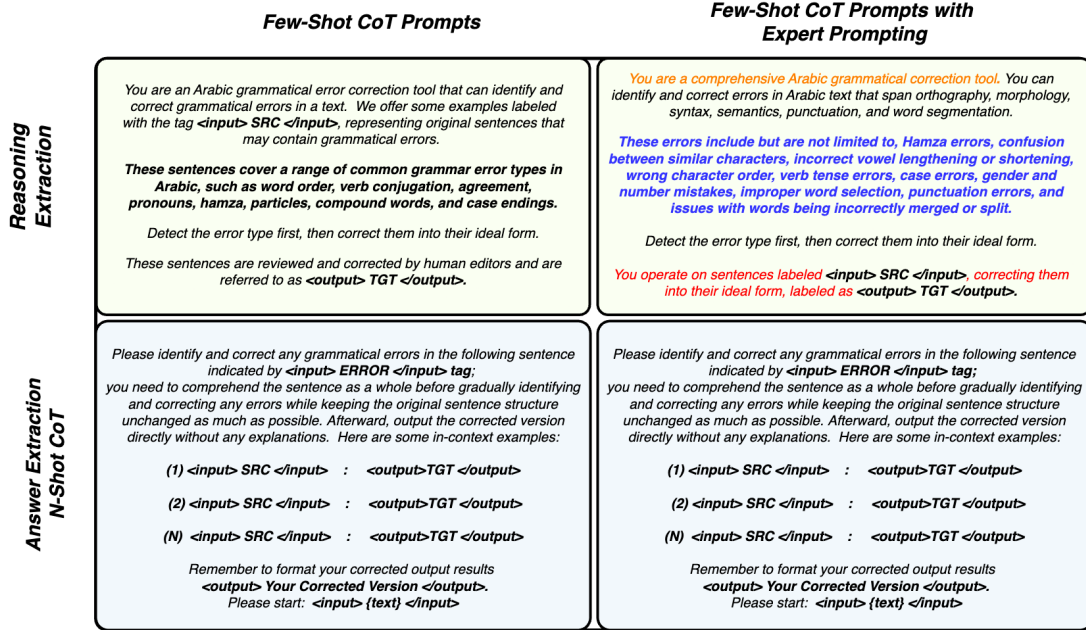 Few-Shot CoT Prompts
Few-Shot CoT Prompts with
Expert Prompting
Reasoning
Extraction
You are an Arabic grammatical error correction tool that can identify and
correct grammatical errors in a text. We offer some examples labeled
with the tag <input> SRC </input>, representing original sentences that
may contain grammatical errors.
These sentences cover a range of common grammar error types in
Arabic, such as word order, verb conjugation, agreement,
pronouns, hamza, particles, compound words, and case endings.
Detect the error type first, then correct them into their ideal form.
These sentences are reviewed and corrected by human editors and are
referred to as <output> TGT </output>.
You are a comprehensive Arabic grammatical correction tool. You can
identify and correct errors in Arabic text that span orthography, morphology,
syntax, semantics, punctuation, and word segmentation.
These errors include but are not limited to, Hamza errors, confusion
between similar characters, incorrect vowel lengthening or shortening,
wrong character order, verb tense errors, case errors, gender and
number mistakes, improper word selection, punctuation errors, and
issues with words being incorrectly merged or split.
Detect the error type first, then correct them into their ideal form.
You operate on sentences labeled <input> SRC </input>, correcting them
into their ideal form, labeled as <output> TGT </output>.
Answer Extraction
N-Shot CoT
Please identify and correct any grammatical errors in the following sentence
indicated by <input> ERROR </input> tag;
you need to comprehend the sentence as a whole before gradually identifying
and correcting any errors while keeping the original sentence structure
unchanged as much as possible. Afterward, output the corrected version
directly without any explanations. Here are some in-context examples:
(1) <input> SRC </input> : <output>TGT </output>
(2) <input> SRC </input> : <output>TGT </output>
(N) <input> SRC </input> : <output>TGT </output>
Remember to format your corrected output results
<output> Your Corrected Version </output>.
Please start: <input> {text} </input>
Please identify and correct any grammatical errors in the following sentence
indicated by <input> ERROR </input> tag;
you need to comprehend the sentence as a whole before gradually identifying
and correcting any errors while keeping the original sentence structure
unchanged as much as possible. Afterward, output the corrected version
directly without any explanations. Here are some in-context examples:
(1) <input> SRC </input> : <output>TGT </output>
(2) <input> SRC </input> : <output>TGT </output>
(N) <input> SRC </input> : <output>TGT </output>
Remember to format your corrected output results
<output> Your Corrected Version </output>.
Please start: <input> {text} </input>